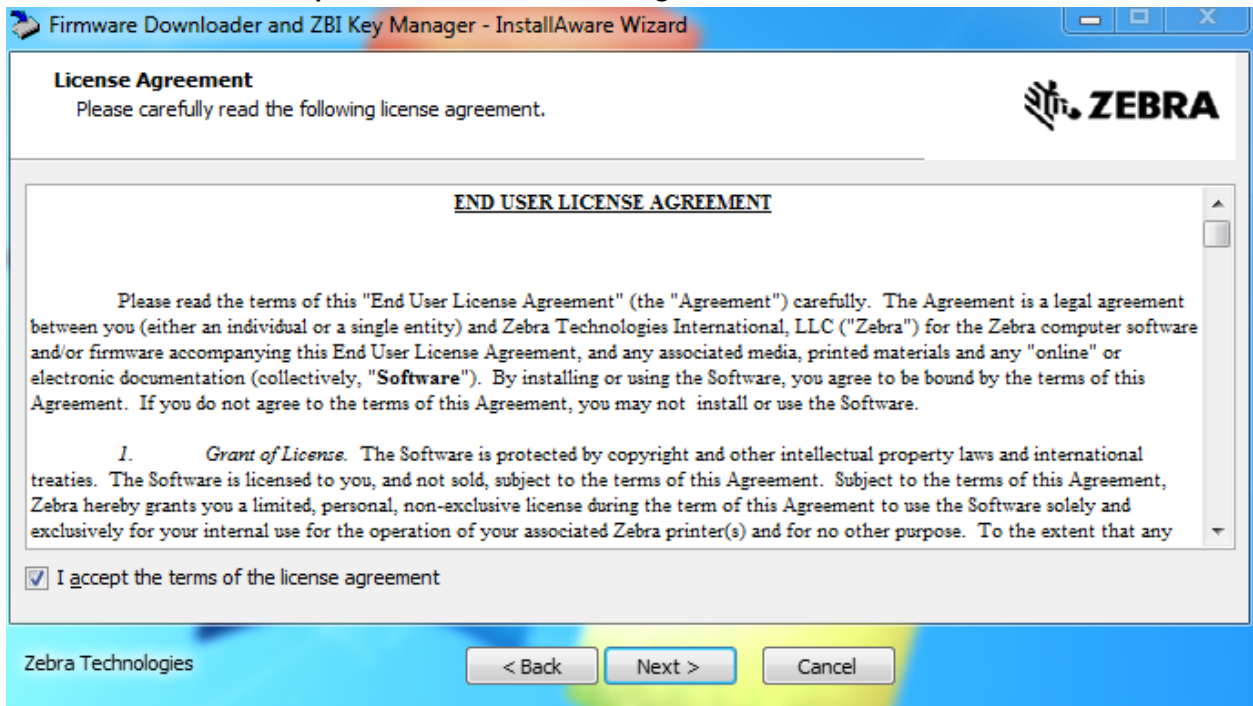 Firmware Downloader and ZBI Key Manager - InstallAware Wizard
License Agreement
Please carefully read the following license agreement.
ZEBRA
END USER LICENSE AGREEMENT
Please read the terms of this "End User License Agreement" (the "Agreement") carefully. The Agreement is a legal agreement
between you (either an individual or a single entity) and Zebra Technologies International, LLC ("Zebra") for the Zebra computer software
and/or firmware accompanying this End User License Agreement, and any associated media, printed materials and any "online" or
electronic documentation (collectively, "Software"). By installing or using the Software, you agree to be bound by the terms of this
Agreement. If you do not agree to the terms of this Agreement, you may not install or use the Software.
1. Grant of License. The Software is protected by copyright and other intellectual property laws and international
treaties. The Software is licensed to you, and not sold, subject to the terms of this Agreement. Subject to the terms of this Agreement,
Zebra hereby grants you a limited, personal, non-exclusive license during the term of this Agreement to use the Software solely and
exclusively for your internal use for the operation of your associated Zebra printer(s) and for no other purpose. To the extent that any
I accept the terms of the license agreement
Zebra Technologies
< Back
Next >
Cancel